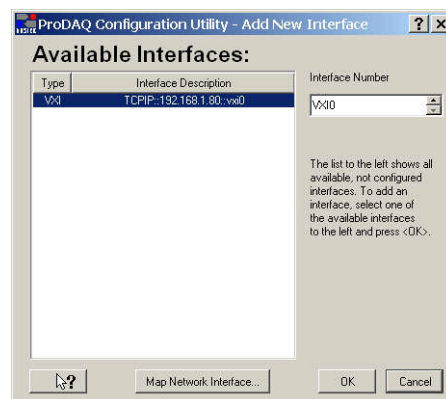 ProDAQ Configuration Utility - Add New Interface
Available Interfaces:
Type Interface Description
VXI TCPIP::192.168.1.80::vxi0
Interface Number
VXI0
The list to the left shows all
available, not configured
interfaces. To add an
interface, select one of
the available interfaces
to the left and press <OK>.
?
Map Network Interface...
OK
Cancel